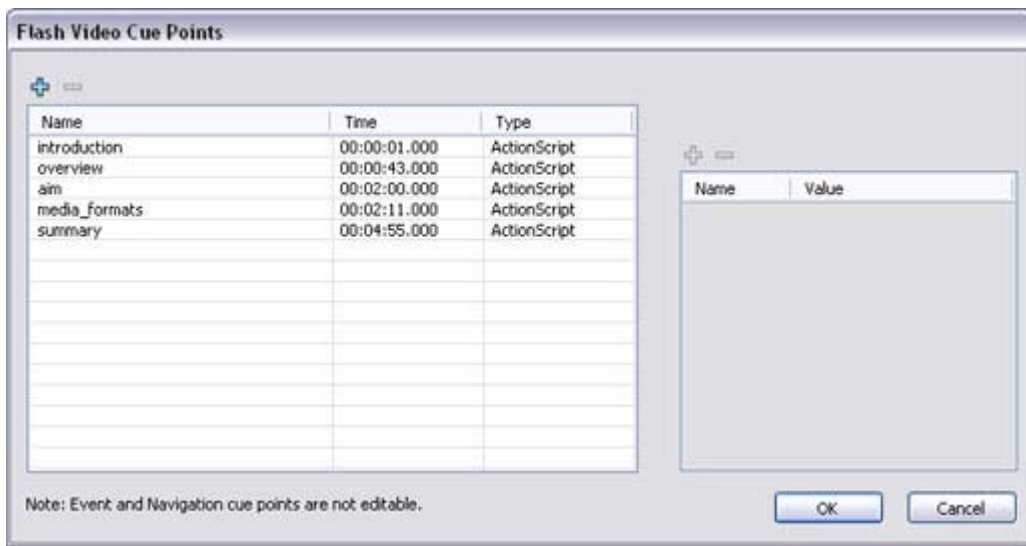 Flash Video Cue Points
Name Time Type
introduction 00:00:01.000 ActionScript
overview 00:00:43.000 ActionScript
aim 00:02:00.000 ActionScript
media_formats 00:02:11.000 ActionScript
summary 00:04:55.000 ActionScript
Name Value
Note: Event and Navigation cue points are not editable.
OK Cancel